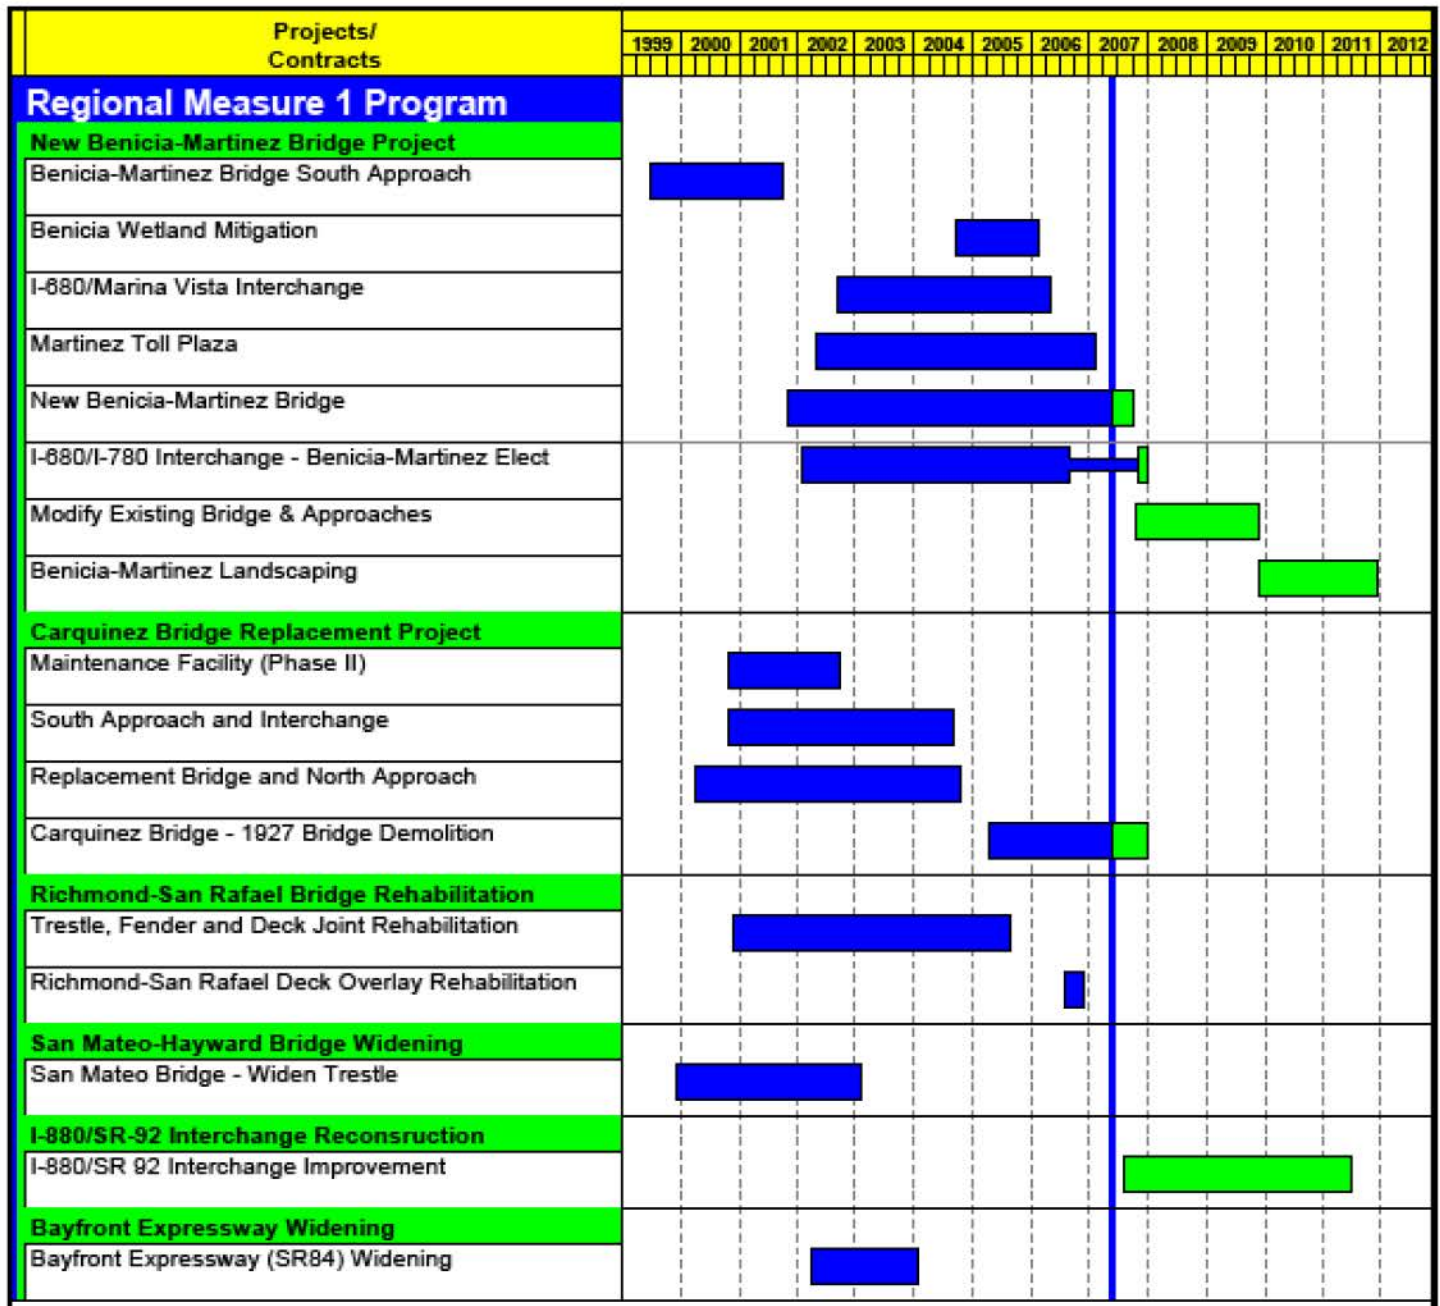 Projects/
Contracts
1999 2000 2001 2002 2003 2004 2005 2006 2007 2008 2009 2010 2011 2012
Regional Measure 1 Program
New Benicia-Martinez Bridge Project
Benicia-Martinez Bridge South Approach
Benicia Wetland Mitigation
I-680/Marina Vista Interchange
Martinez Toll Plaza
New Benicia-Martinez Bridge
I-680/I-780 Interchange - Benicia-Martinez Elect
Modify Existing Bridge & Approaches
Benicia-Martinez Landscaping
Carquinez Bridge Replacement Project
Maintenance Facility (Phase II)
South Approach and Interchange
Replacement Bridge and North Approach
Carquinez Bridge - 1927 Bridge Demolition
Richmond-San Rafael Bridge Rehabilitation
Trestle, Fender and Deck Joint Rehabilitation
Richmond-San Rafael Deck Overlay Rehabilitation
San Mateo-Hayward Bridge Widening
San Mateo Bridge - Widen Trestle
I-880/SR-92 Interchange Reconsruction
I-880/SR 92 Interchange Improvement
Bayfront Expressway Widening
Bayfront Expressway (SR84) Widening